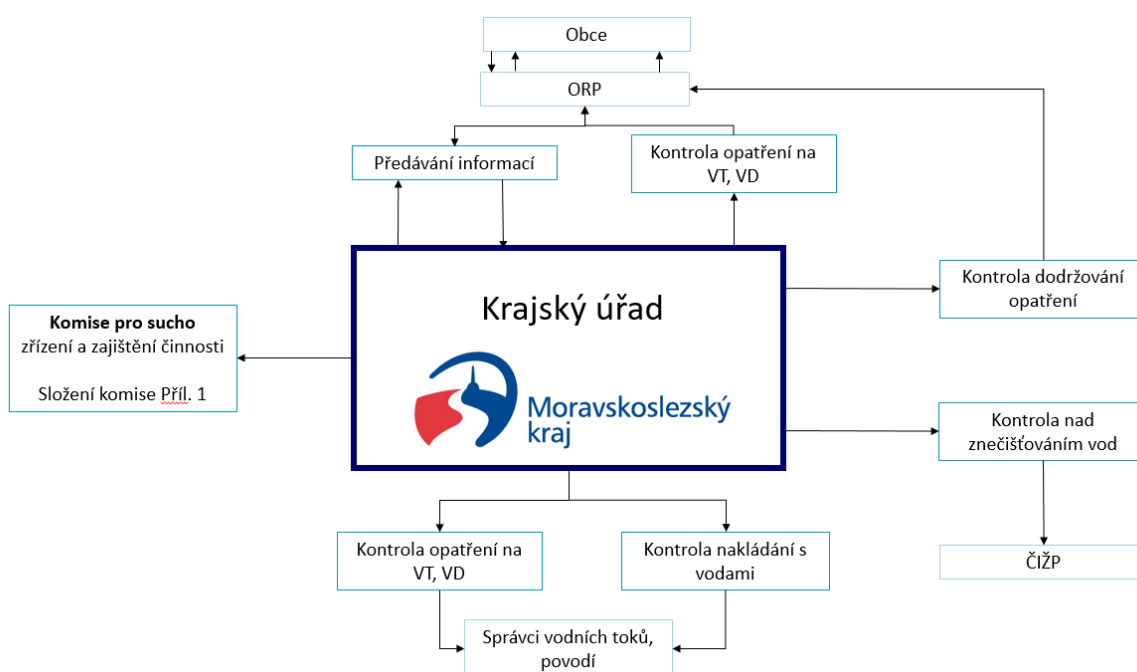 Obce
ORP
Předávání informací
Kontrola opatření na
VT, VD
Krajský úřad
Moravskoslezský
kraj
Kontrola dodržování
opatření
Komise pro sucho
zřízení a zajištění činnosti
Složení komise Příl. 1
Kontrola nad
znečišťováním vod
Kontrola opatření na
VT, VD
Kontrola nakládání s
vodami
ČIŽP
Správci vodních toků,
povodí